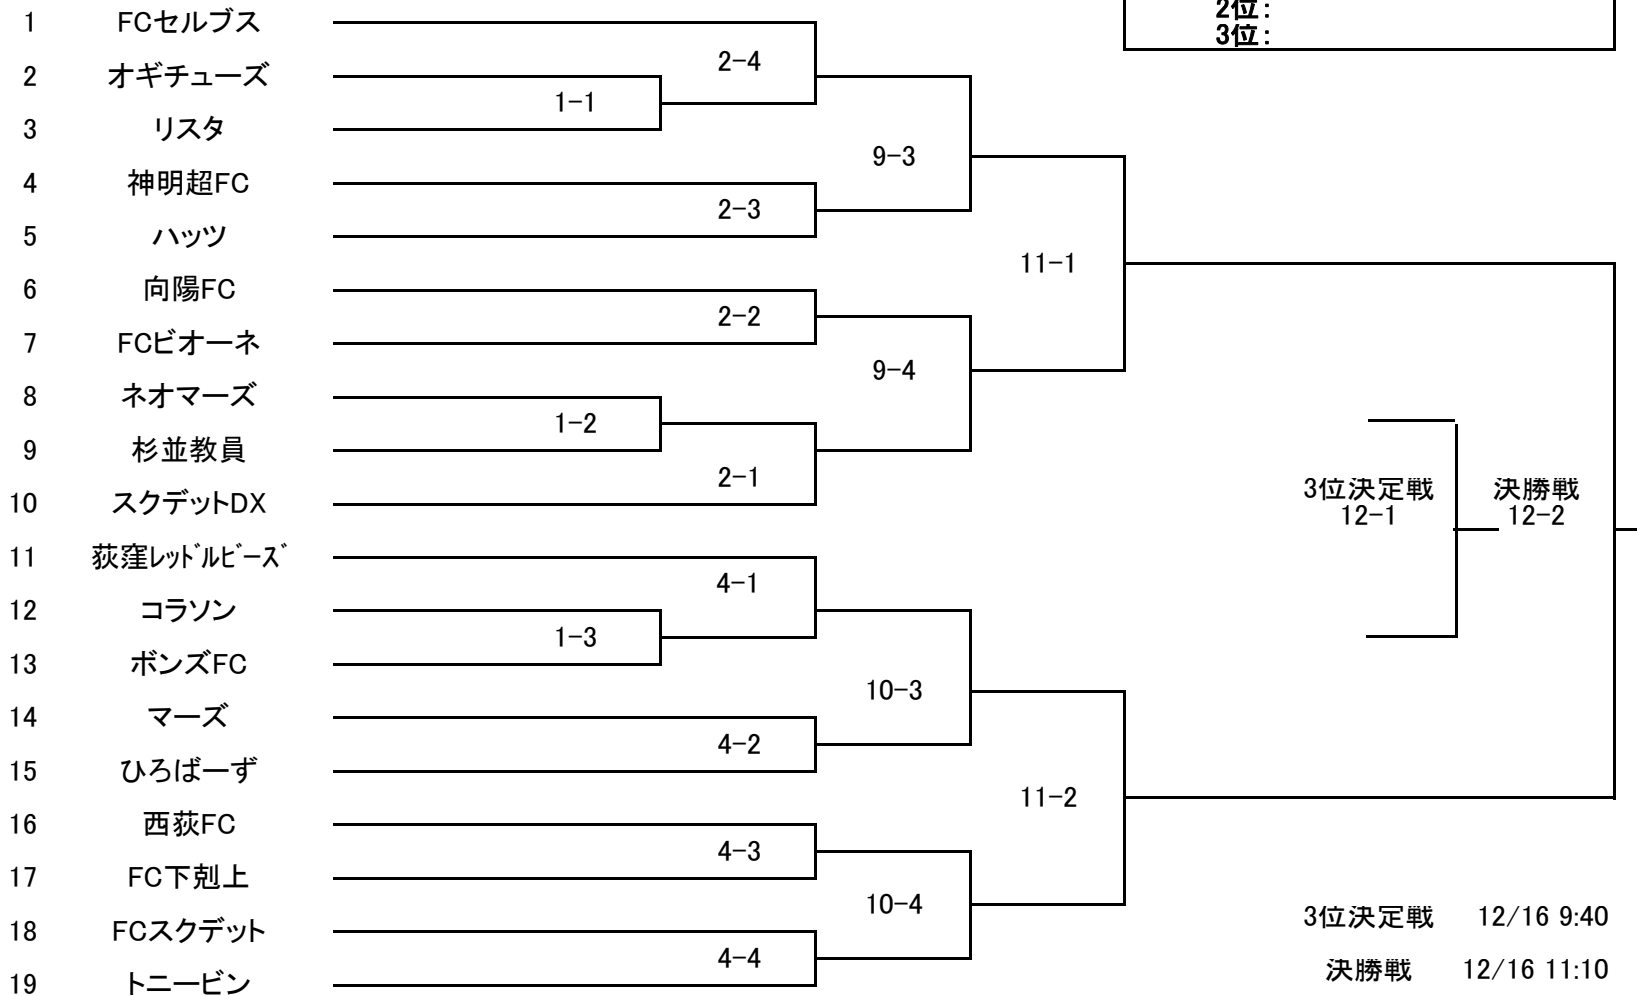 2位：
3位：
1 FCセルブス
2-4
2 オギチューズ
1-1
3 リスタ
9-3
4 神明超FC
2-3
5 ハッツ
11-1
6 向陽FC
2-2
7 FCビオーネ
9-4
8 ネオマーズ
1-2
9 杉並教員
2-1
10 スクデットDX
3位決定戦 決勝戦
12-1 12-2
11 荻窪ﾚｯﾄﾞﾙﾋﾞｰｽﾞ
4-1
12 コラソン
1-3
13 ボンズFC
10-3
14 マーズ
4-2
15 ひろばーず
11-2
16 西荻FC
4-3
17 FC下剋上
10-4
3位決定戦 12/16 9:40
18 FCスクデット
4-4
決勝戦 12/16 11:10
19 トニービン